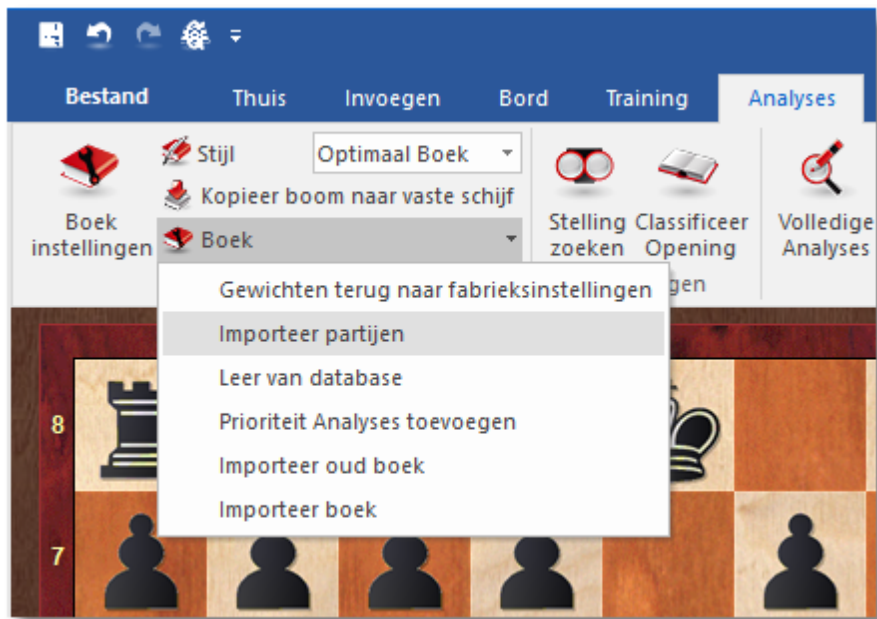 Bestand Thuis Invoegen Bord Training Analyses
Stijl Optimaal Boek
Kopieer boom naar vaste schijf
Boek
instellingen
Boek
Stelling
zoeken
Classificeer
Opening
Volledige
Analyses
gen
Gewichten terug naar fabrieksinstellingen
Importeer partijen
Leer van database
Prioriteit Analyses toevoegen
Importeer oud boek
Importeer boek
8
7